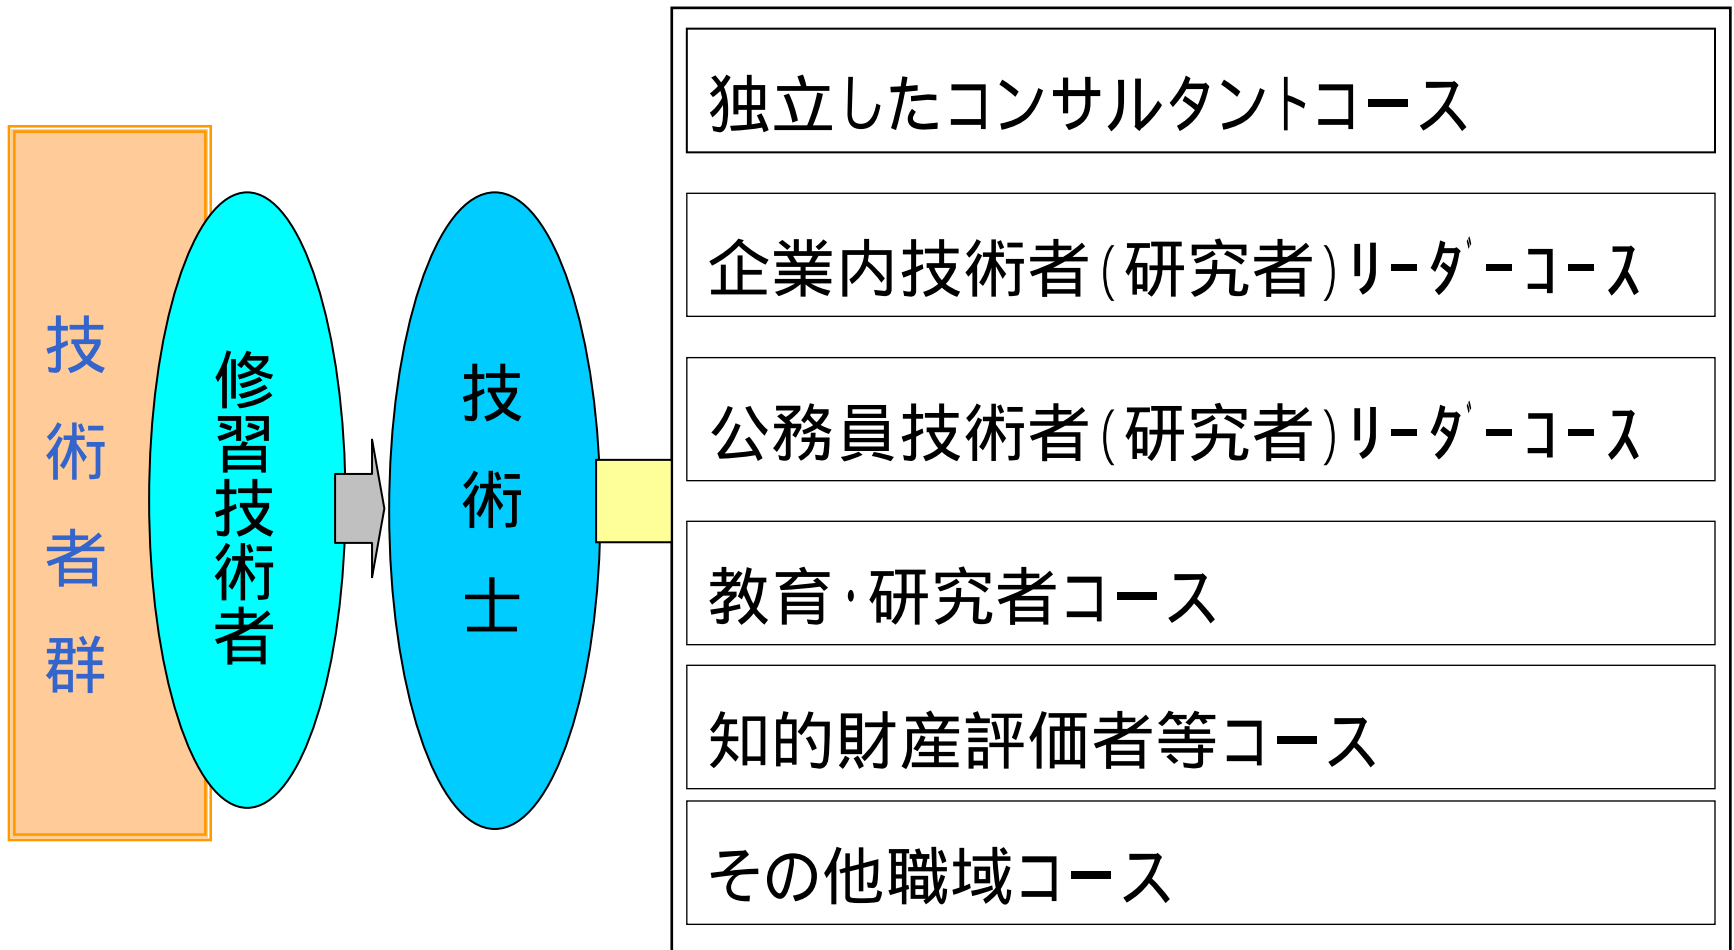 技術者群
修習技術者
技術士
独立したコンサルタントコース
企業内技術者(研究者)ﾘｰﾀﾞｰｺｰｽ
公務員技術者(研究者)ﾘｰﾀﾞｰｺｰｽ
教育･研究者コース
知的財産評価者等コース
その他職域コース